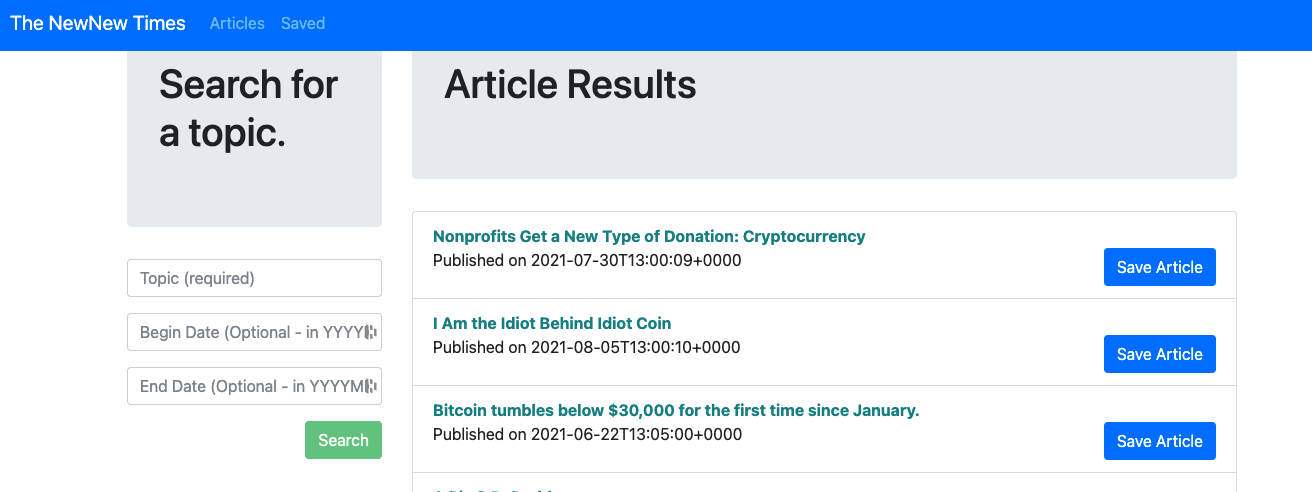 The NewNew Times Articles Saved
Search for
a topic.
Topic (required)
Begin Date (Optional - in YYYY
End Date (Optional - in YYYYM
Search
Article Results
Nonprofits Get a New Type of Donation: Cryptocurrency
Published on 2021-07-30T13:00:09+0000
Save Article
I Am the Idiot Behind Idiot Coin
Published on 2021-08-05T13:00:10+0000
Save Article
Bitcoin tumbles below $30,000 for the first time since January.
Published on 2021-06-22T13:05:00+0000
Save Article